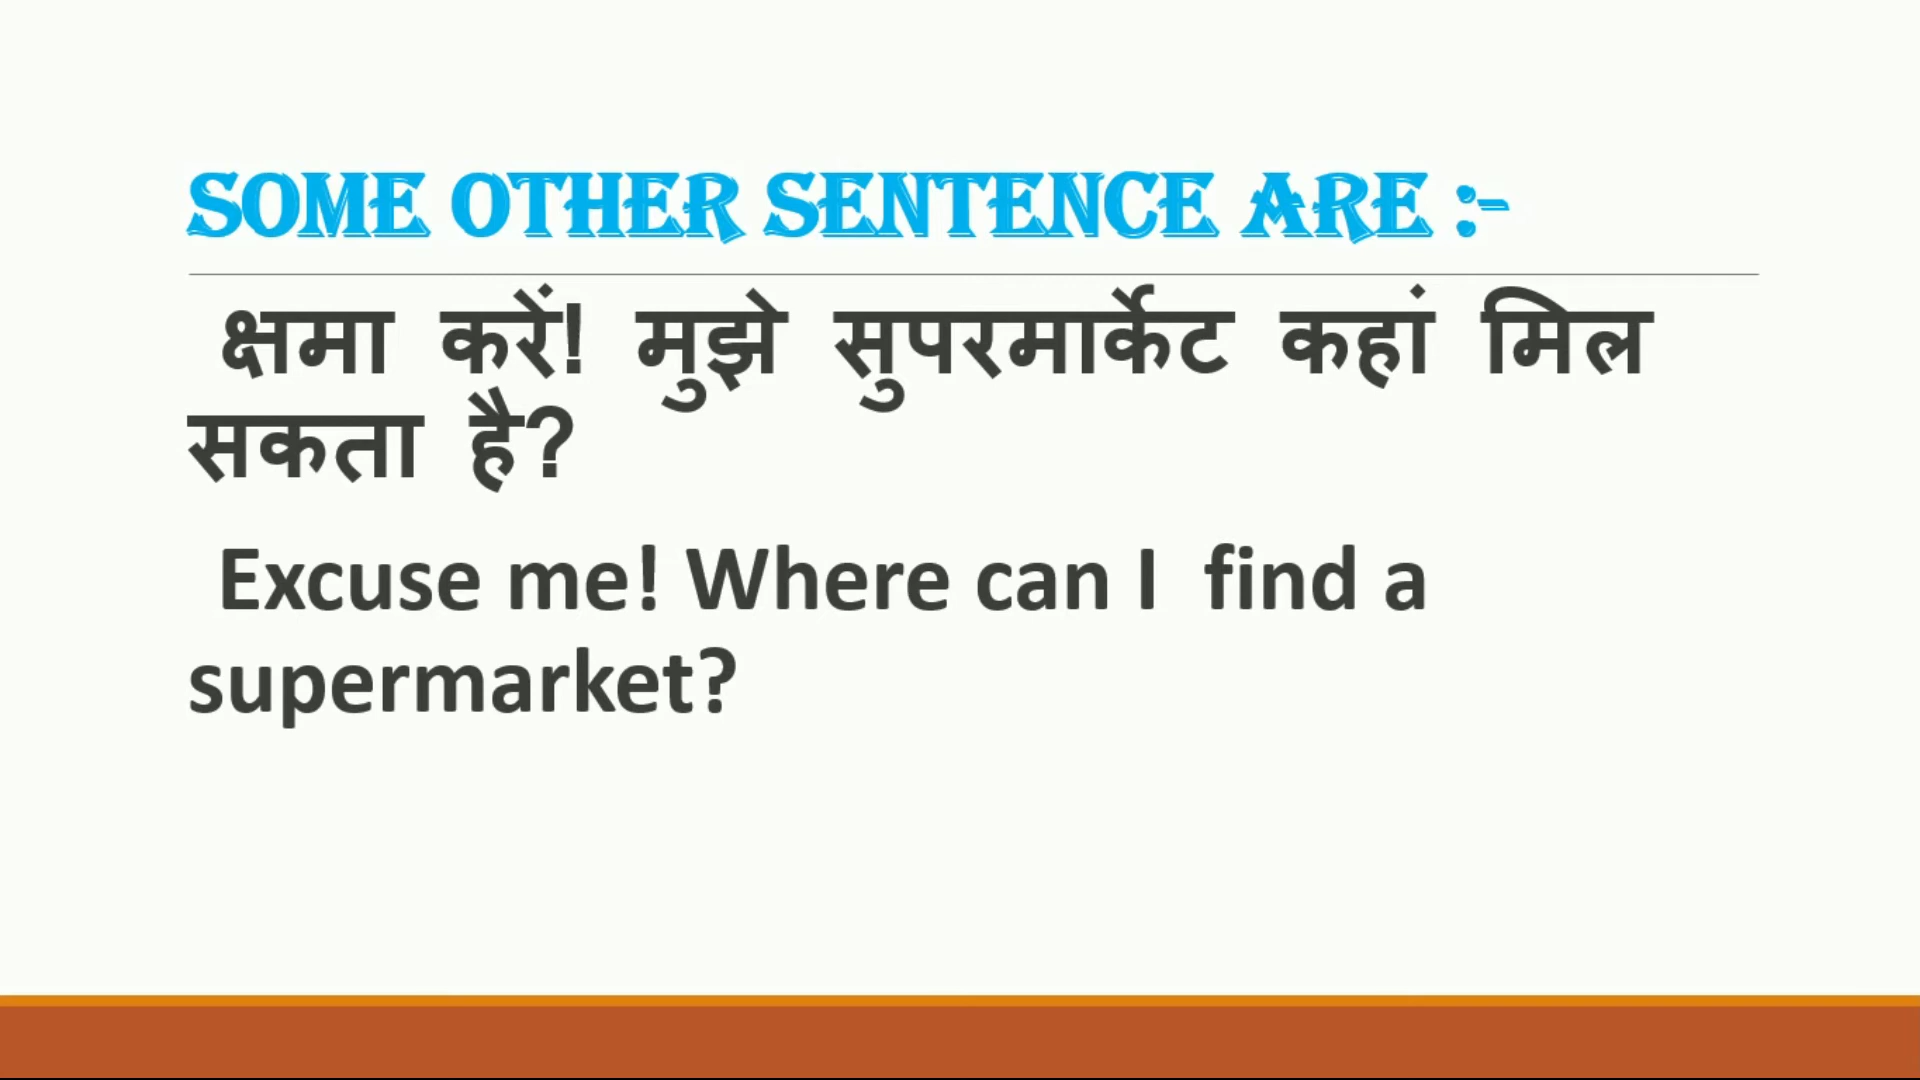 SOME OTHER SENTENCE ARE :-
क्षमा करें! मुझे सुपरमार्केट कहां मिल
सकता है?
Excuse me! Where can I find a
supermarket?